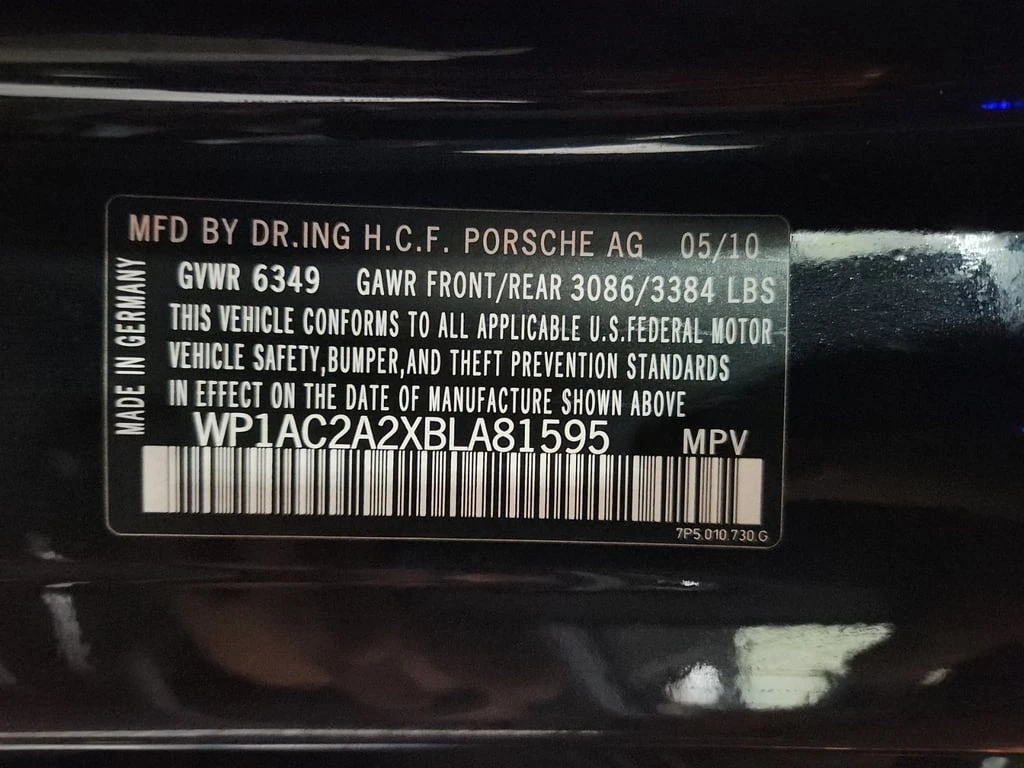 MFD BY DR.ING H.C.F. PORSCHE AG 05/10
GVWR 6349 GAWR FRONT/REAR 3086/3384 LBS
THIS VEHICLE CONFORMS TO ALL APPLICABLE U.S.FEDERAL MOTOR
VEHICLE SAFETY,BUMPER,AND THEFT PREVENTION STANDARDS
IN EFFECT ON THE DATE OF MANUFACTURE SHOWN ABOVE
WP1AC2A2XBLA81595 MPV
7P5.010.730.G
MADE IN GERMANY